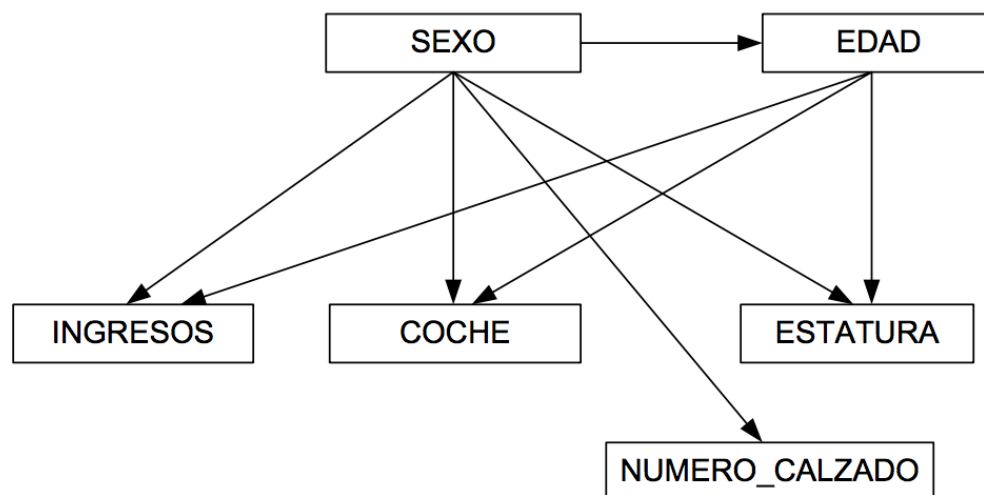 SEXO
EDAD
INGRESOS
COCHE
ESTATURA
NUMERO_CALZADO